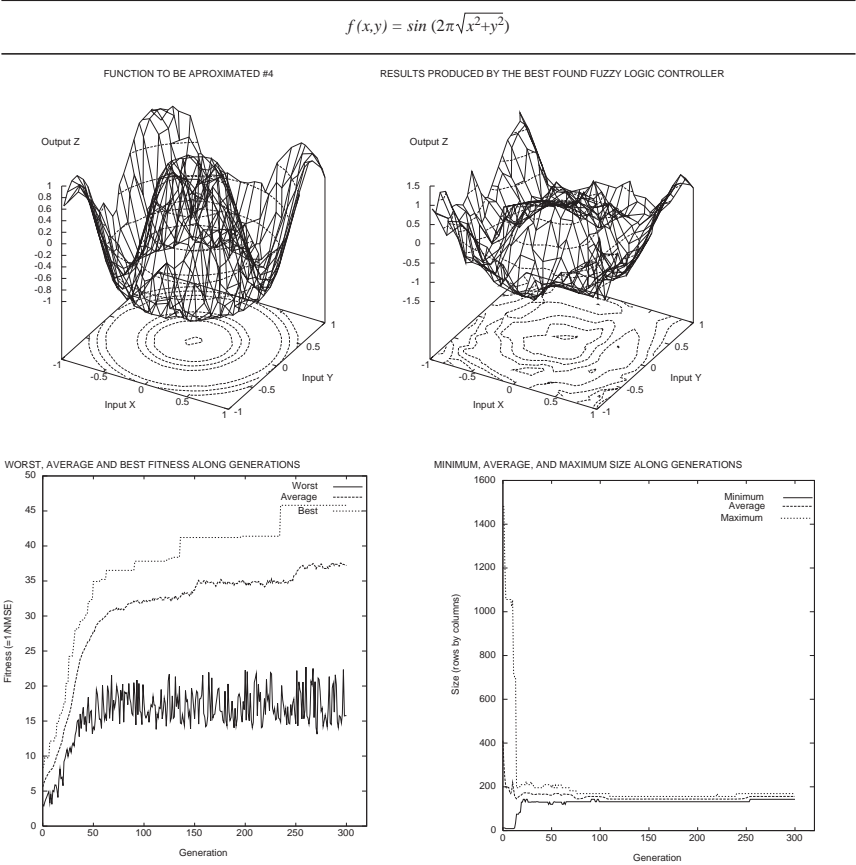 f (x,y) = sin (2π√x²+y²)
FUNCTION TO BE APROXIMATED #4
RESULTS PRODUCED BY THE BEST FOUND FUZZY LOGIC CONTROLLER
Output Z
1
0.8
0.6
0.4
0.2
0
-0.2
-0.4
-0.6
-0.8
-1
-1
-0.5
0
0.5
1
Input X
-1
-0.5
0
0.5
1
Input Y
Output Z
1.5
1
0.5
0
-0.5
-1
-1.5
-1
-0.5
0
0.5
1
Input X
-1
-0.5
0
0.5
1
Input Y
WORST, AVERAGE AND BEST FITNESS ALONG GENERATIONS
50
45
40
35
30
25
20
15
10
5
0
Fitness (=1/NMSE)
Worst
Average
Best
0 50 100 150 200 250 300
Generation
MINIMUM, AVERAGE, AND MAXIMUM SIZE ALONG GENERATIONS
1600
1400
1200
1000
800
600
400
200
0
Size (rows by columns)
Minimum
Average
Maximum
0 50 100 150 200 250 300
Generation